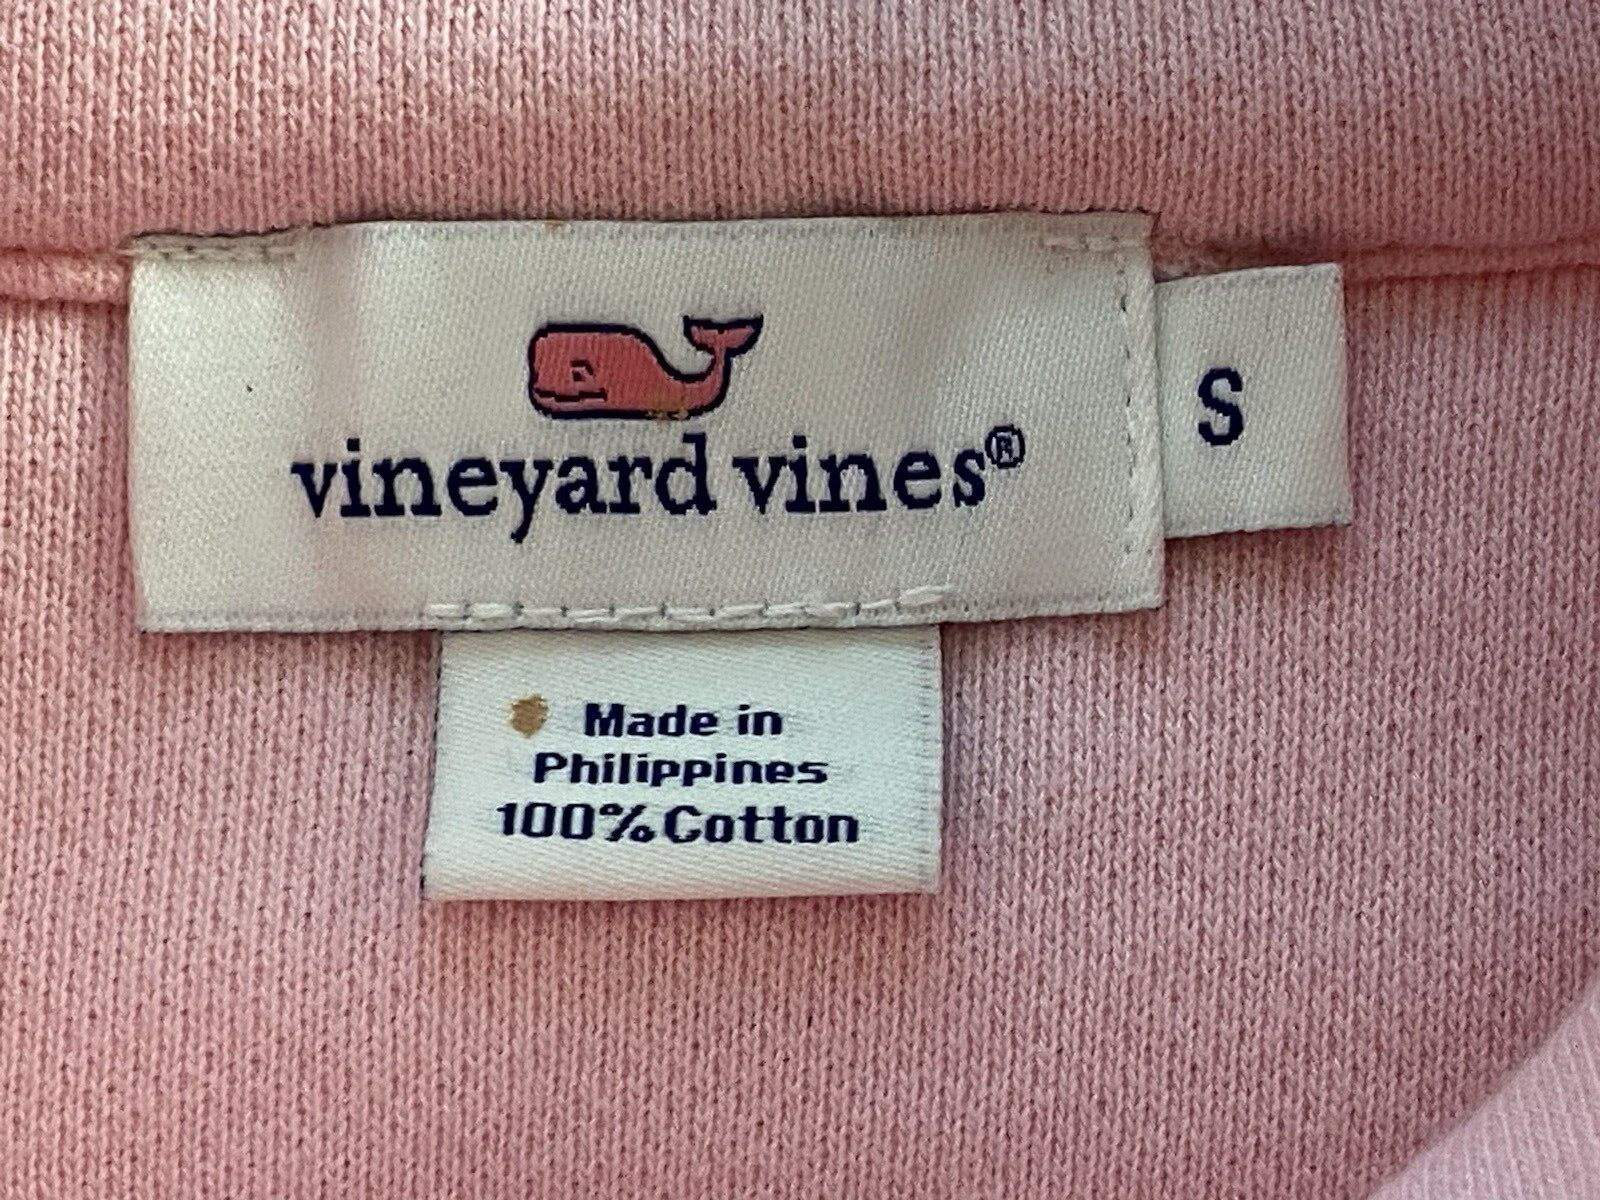 vineyard vines®
S
Made in
Philippines
100% Cotton